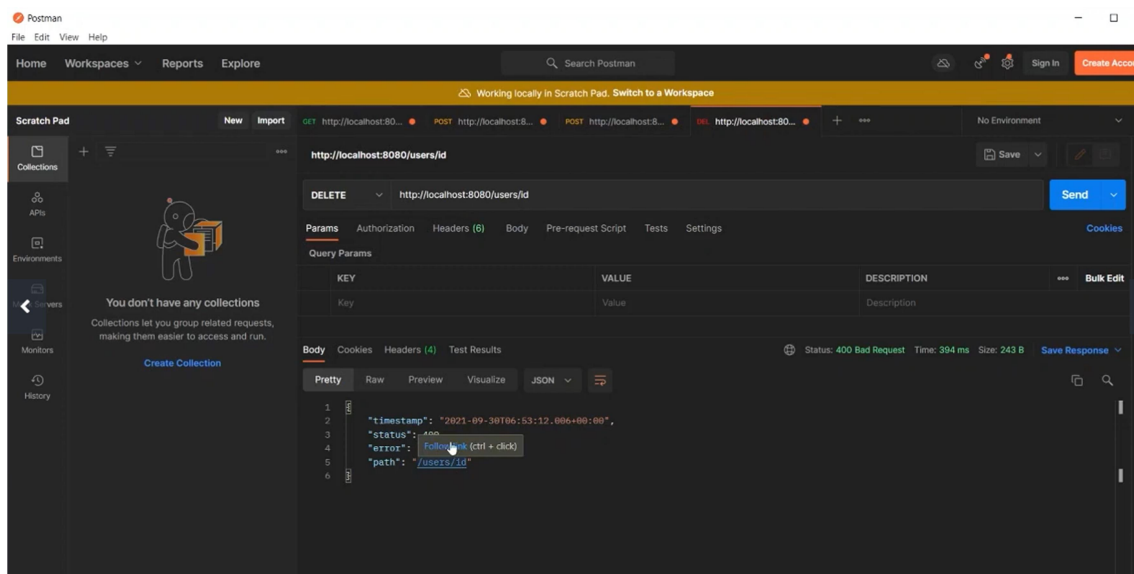 Postman
File Edit View Help
Home Workspaces Reports Explore Search Postman Sign In Create Acco
Working locally in Scratch Pad. Switch to a Workspace
Scratch Pad New Import GET http://localhost:80... POST http://localhost:8... POST http://localhost:8... DEL http://localhost:80... No Environment
http://localhost:8080/users/id Save
Collections
DELETE http://localhost:8080/users/id Send
APIs
Params Authorization Headers (6) Body Pre-request Script Tests Settings Cookies
Query Params
Environments
KEY VALUE DESCRIPTION Bulk Edit
Key Value Description
You don't have any collections
Collections let you group related requests,
making them easier to access and run.
Create Collection
Monitors
History
Body Cookies Headers (4) Test Results Status: 400 Bad Request Time: 394 ms Size: 243 B Save Response
Pretty Raw Preview Visualize JSON
1 {
2 "timestamp": "2021-09-30T06:53:12.006+00:00",
3 "status": 400
4 "error":
Follow link (ctrl + click)
5 "path": "/users/id"
6 }